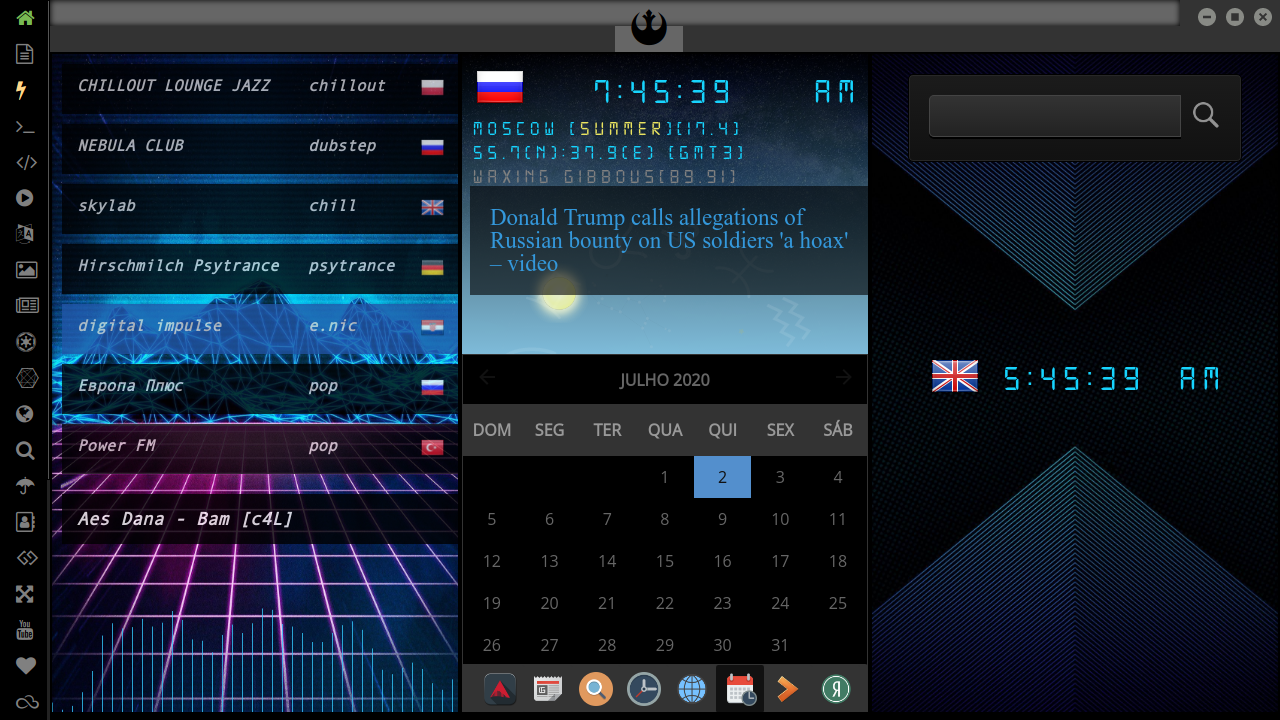 CHILLOUT LOUNGE JAZZ chillout
NEBULA CLUB dubstep
skylab chill
Hirschmilch Psytrance psytrance
digital impulse e.nic
Европа Плюс pop
Power FM pop
Aes Dana - Bam [c4L]
7:45:39 AM
MOSCOW [SUMMER][17.4]
55.7(N):37.9(E) [GMT3]
WAXING GIBBOUS[89.91]
Donald Trump calls allegations of
Russian bounty on US soldiers 'a hoax'
– video
JULHO 2020
DOM SEG TER QUA QUI SEX SÁB
1 2 3 4
5 6 7 8 9 10 11
12 13 14 15 16 17 18
19 20 21 22 23 24 25
26 27 28 29 30 31
5:45:39 AM
You
Tube
Я